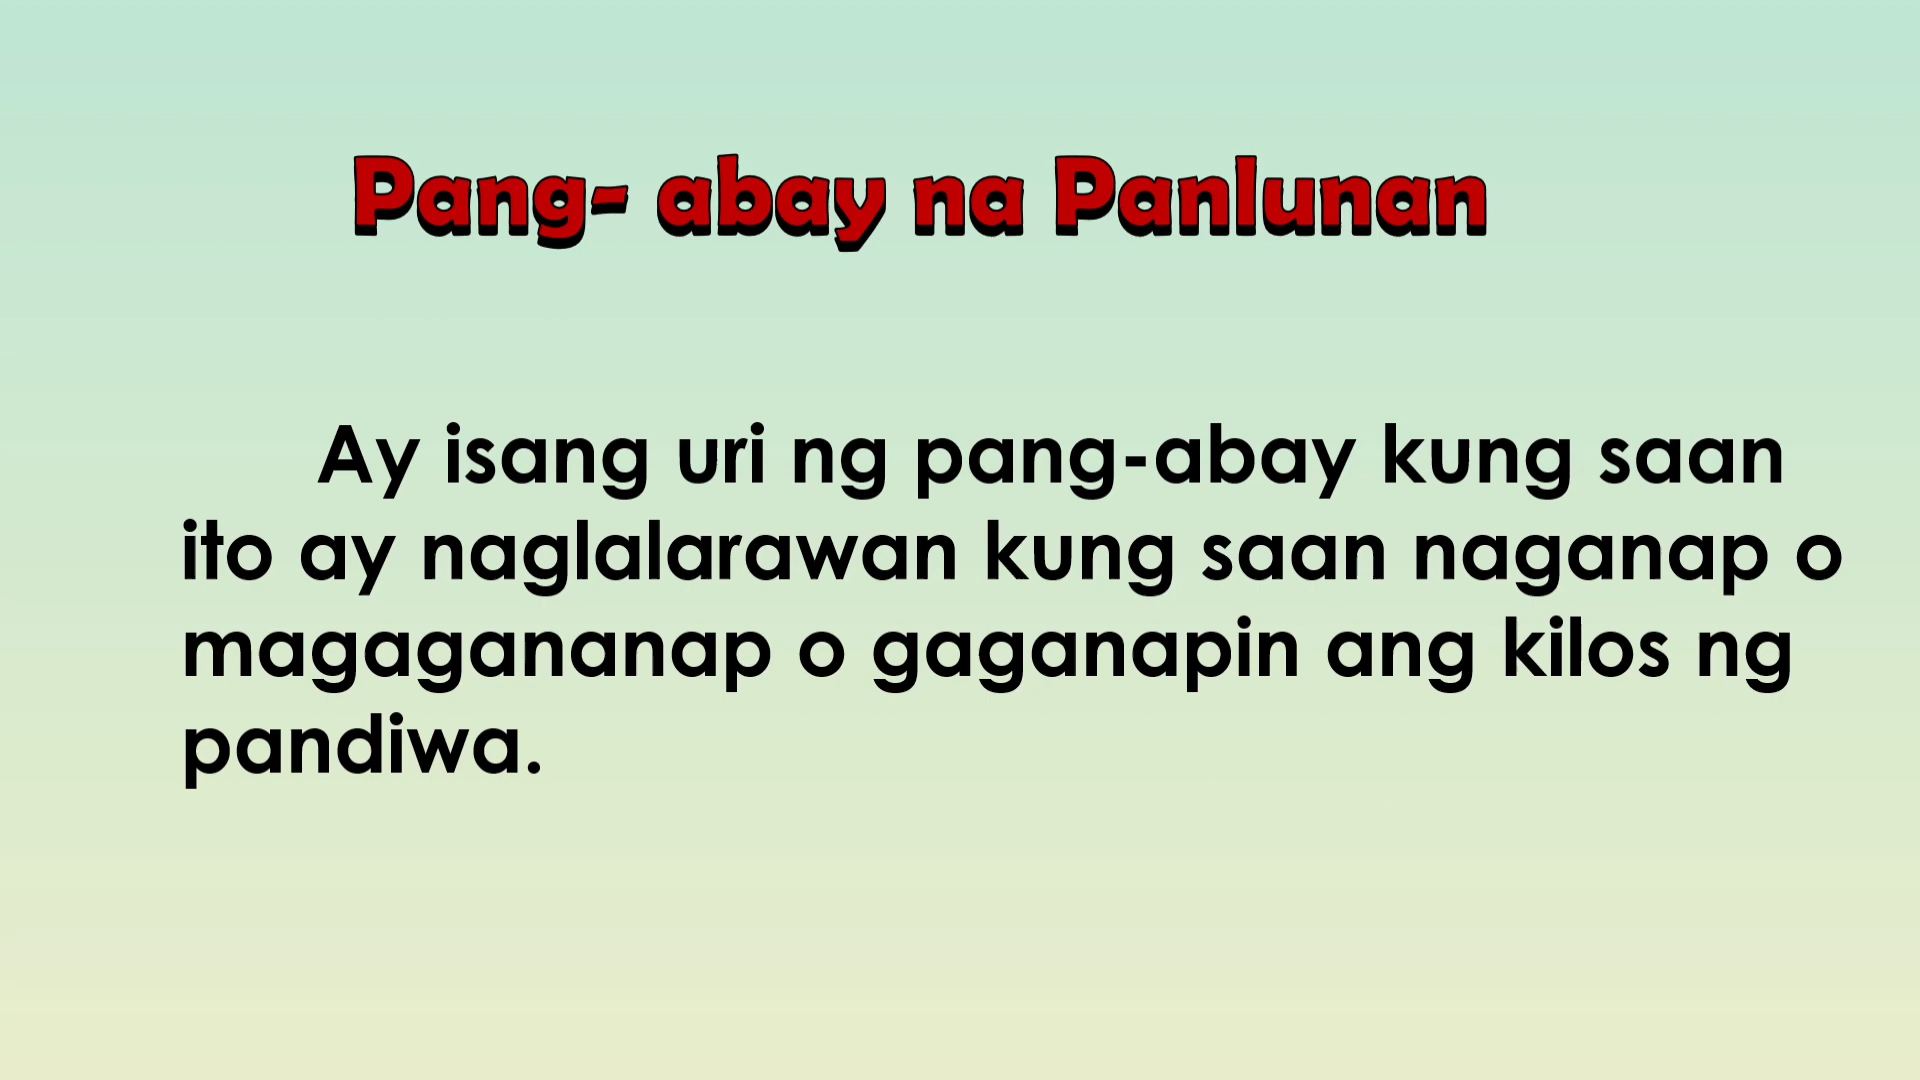 Pang- abay na Panlunan
Ay isang uri ng pang-abay kung saan
ito ay naglalarawan kung saan naganap o
magagananap o gaganapin ang kilos ng
pandiwa.